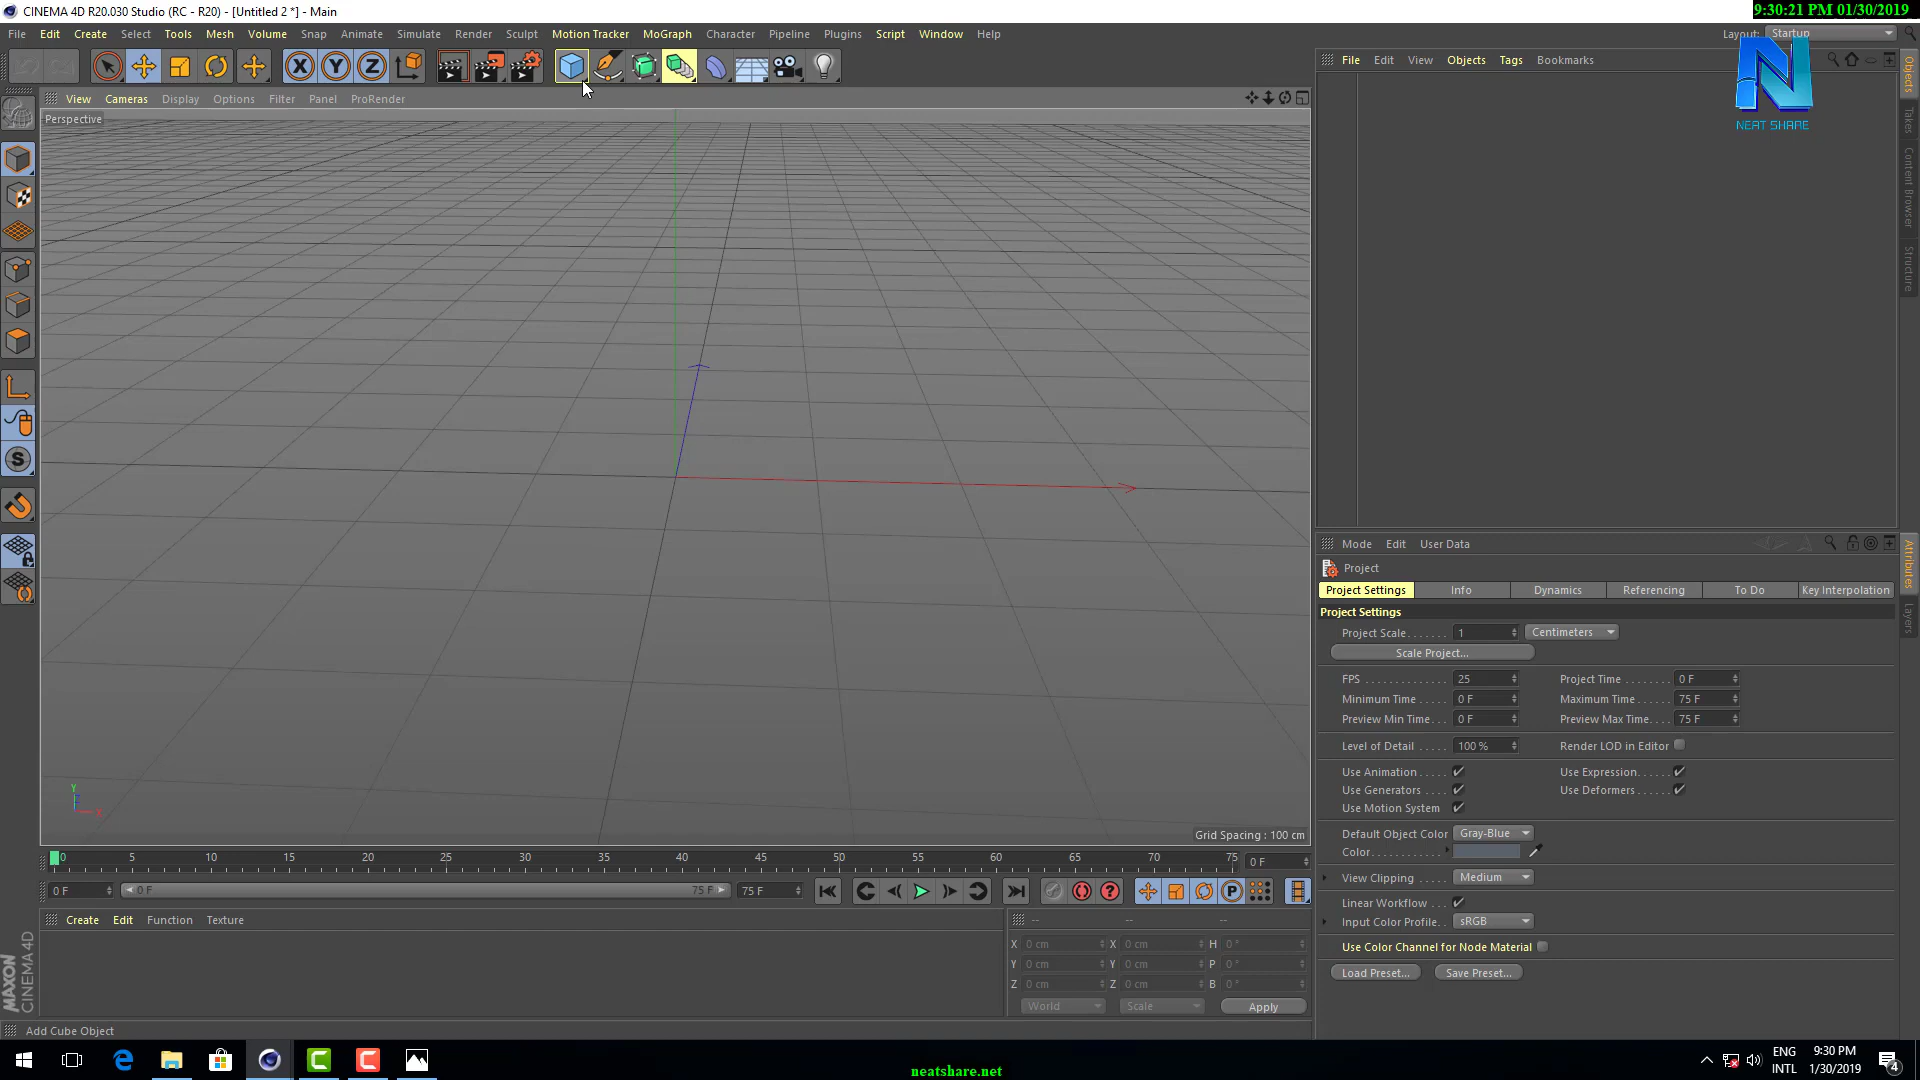 CINEMA 4D R20.030 Studio (RC - R20) - [Untitled 2 *] - Main
9:30:21 PM 01/30/2019
File Edit Create Select Tools Mesh Volume Snap Animate Simulate Render Sculpt Motion Tracker MoGraph Character Pipeline Plugins Script Window Help
Layout: Startup
X Y Z
File Edit View Objects Tags Bookmarks
NEAT SHARE
View Cameras Display Options Filter Panel ProRender
Perspective
Objects
Takes
Content Browser
Structure
S
Mode Edit User Data
Project
Project Settings Info Dynamics Referencing To Do Key Interpolation
Project Settings
Project Scale....... 1 Centimeters
Scale Project...
FPS .............. 25 Project Time ........ 0 F
Minimum Time ..... 0 F Maximum Time..... 75 F
Preview Min Time... 0 F Preview Max Time.... 75 F
Level of Detail ..... 100 % Render LOD in Editor
Use Animation..... Use Expression.......
Use Generators .... Use Deformers......
Use Motion System
Default Object Color Gray-Blue
Color............
View Clipping ...... Medium
Linear Workflow ...
Input Color Profile.. sRGB
Use Color Channel for Node Material
Load Preset... Save Preset...
Attributes
Layers
Y
Z
X
Grid Spacing : 100 cm
0 5 10 15 20 25 30 35 40 45 50 55 60 65 70 75 0 F
0 F 0 F 75 F 75 F
P
Create Edit Function Texture
-- -- --
X 0 cm X 0 cm H 0 °
Y 0 cm Y 0 cm P 0 °
Z 0 cm Z 0 cm B 0 °
World Scale Apply
MAXON
CINEMA 4D
Add Cube Object
ENG
INTL
9:30 PM
1/30/2019
4
neatshare.net